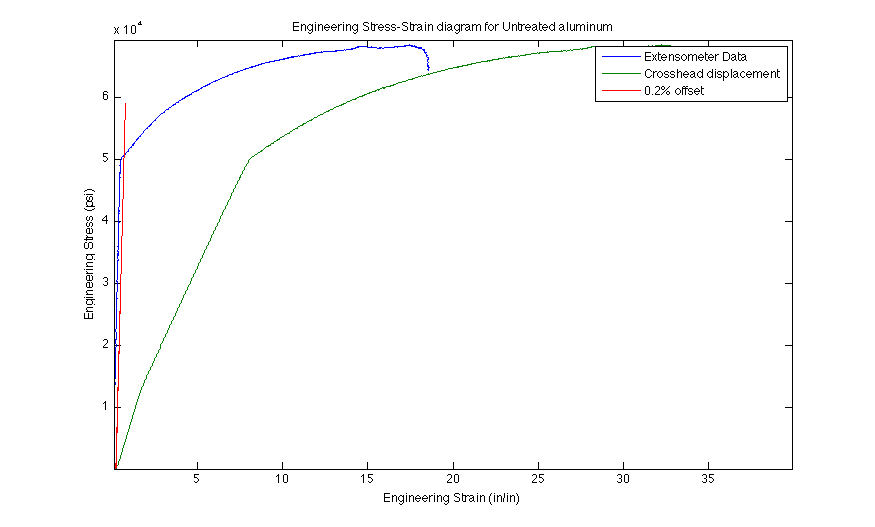 Engineering Stress-Strain diagram for Untreated aluminum
x 10^4
Extensometer Data
Crosshead displacement
0.2% offset
6
5
4
3
2
1
Engineering Stress (psi)
5 10 15 20 25 30 35
Engineering Strain (in/in)